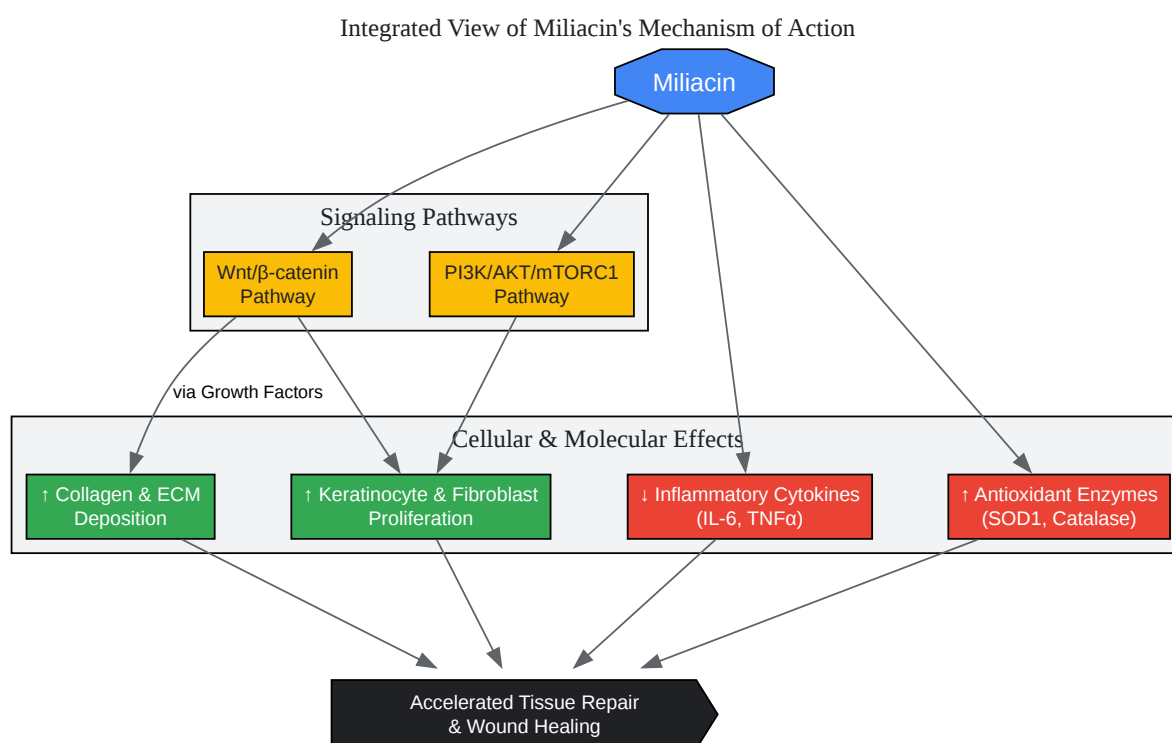 Integrated View of Miliacin's Mechanism of Action
Miliacin
Signaling Pathways
Wnt/β-catenin
Pathway
PI3K/AKT/mTORC1
Pathway
via Growth Factors
Cellular & Molecular Effects
↑ Collagen & ECM
Deposition
↑ Keratinocyte & Fibroblast
Proliferation
↓ Inflammatory Cytokines
(IL-6, TNFα)
↑ Antioxidant Enzymes
(SOD1, Catalase)
Accelerated Tissue Repair
& Wound Healing